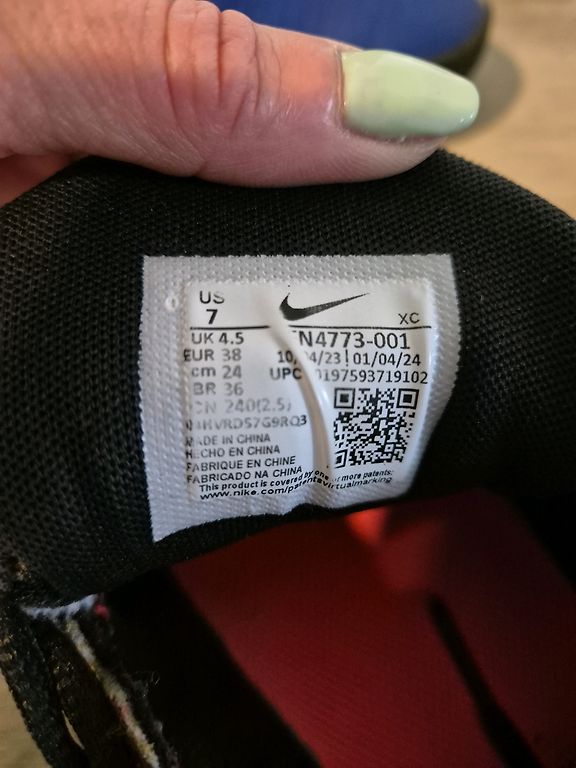 US
7
XC
UK 4.5
N4773-001
EUR 38
10/04/23 | 01/04/24
cm 24
UPC 0197593719102
BR 36
CN 240(2.5)
MADE IN CHINA
HECHO EN CHINA
FABRIQUE EN CHINE
FABRICADO NA CHINA
This product is covered by one or more patents:
www.nike.com/patentsvirtualmarking